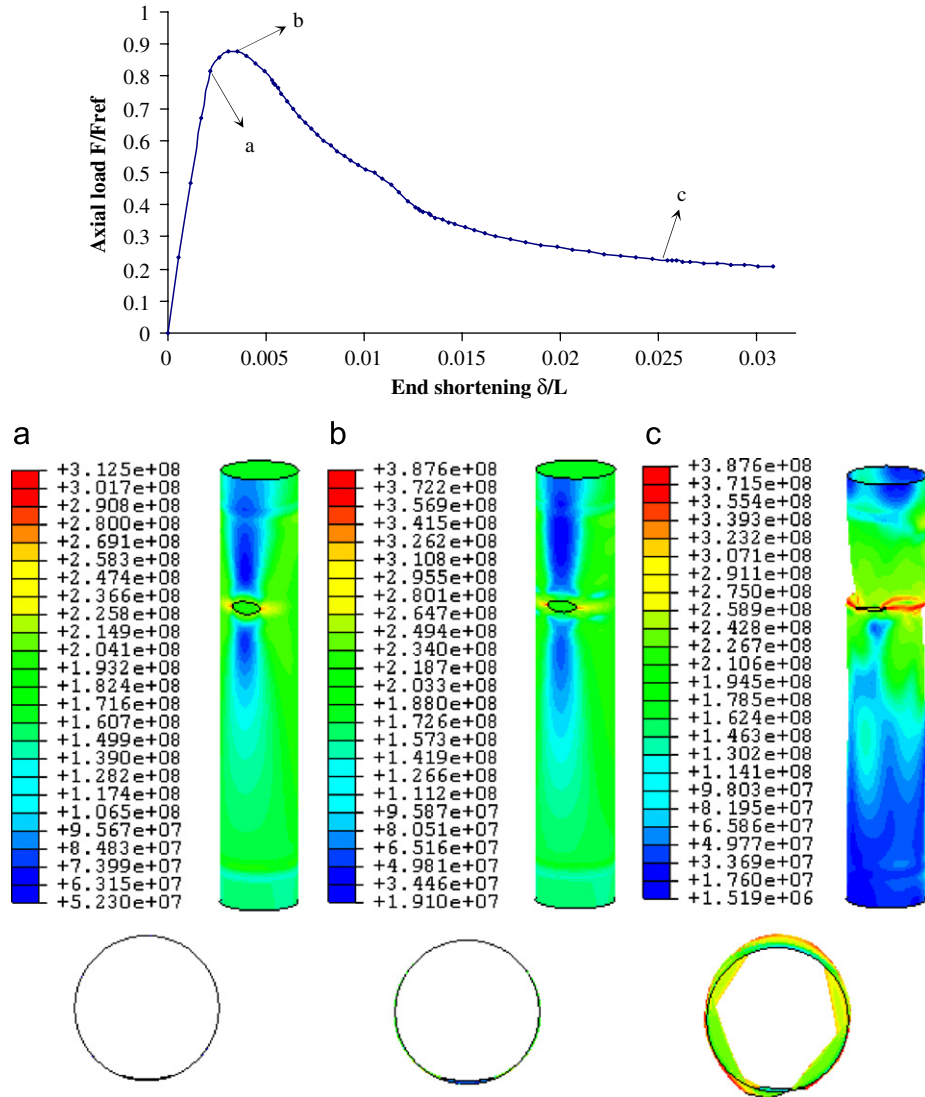 1
0.9
0.8
0.7
0.6
0.5
0.4
0.3
0.2
0.1
0
Axial load F/Fref
b
a
c
0 0.005 0.01 0.015 0.02 0.025 0.03
End shortening δ/L
a
+3.125e+08
+3.017e+08
+2.908e+08
+2.800e+08
+2.691e+08
+2.583e+08
+2.474e+08
+2.366e+08
+2.258e+08
+2.149e+08
+2.041e+08
+1.932e+08
+1.824e+08
+1.716e+08
+1.607e+08
+1.499e+08
+1.390e+08
+1.282e+08
+1.174e+08
+1.065e+08
+9.567e+07
+8.483e+07
+7.399e+07
+6.315e+07
+5.230e+07
b
+3.876e+08
+3.722e+08
+3.569e+08
+3.415e+08
+3.262e+08
+3.108e+08
+2.955e+08
+2.801e+08
+2.647e+08
+2.494e+08
+2.340e+08
+2.187e+08
+2.033e+08
+1.880e+08
+1.726e+08
+1.573e+08
+1.419e+08
+1.266e+08
+1.112e+08
+9.587e+07
+8.051e+07
+6.516e+07
+4.981e+07
+3.446e+07
+1.910e+07
c
+3.876e+08
+3.715e+08
+3.554e+08
+3.393e+08
+3.232e+08
+3.071e+08
+2.911e+08
+2.750e+08
+2.589e+08
+2.428e+08
+2.267e+08
+2.106e+08
+1.945e+08
+1.785e+08
+1.624e+08
+1.463e+08
+1.302e+08
+1.141e+08
+9.803e+07
+8.195e+07
+6.586e+07
+4.977e+07
+3.369e+07
+1.760e+07
+1.519e+06